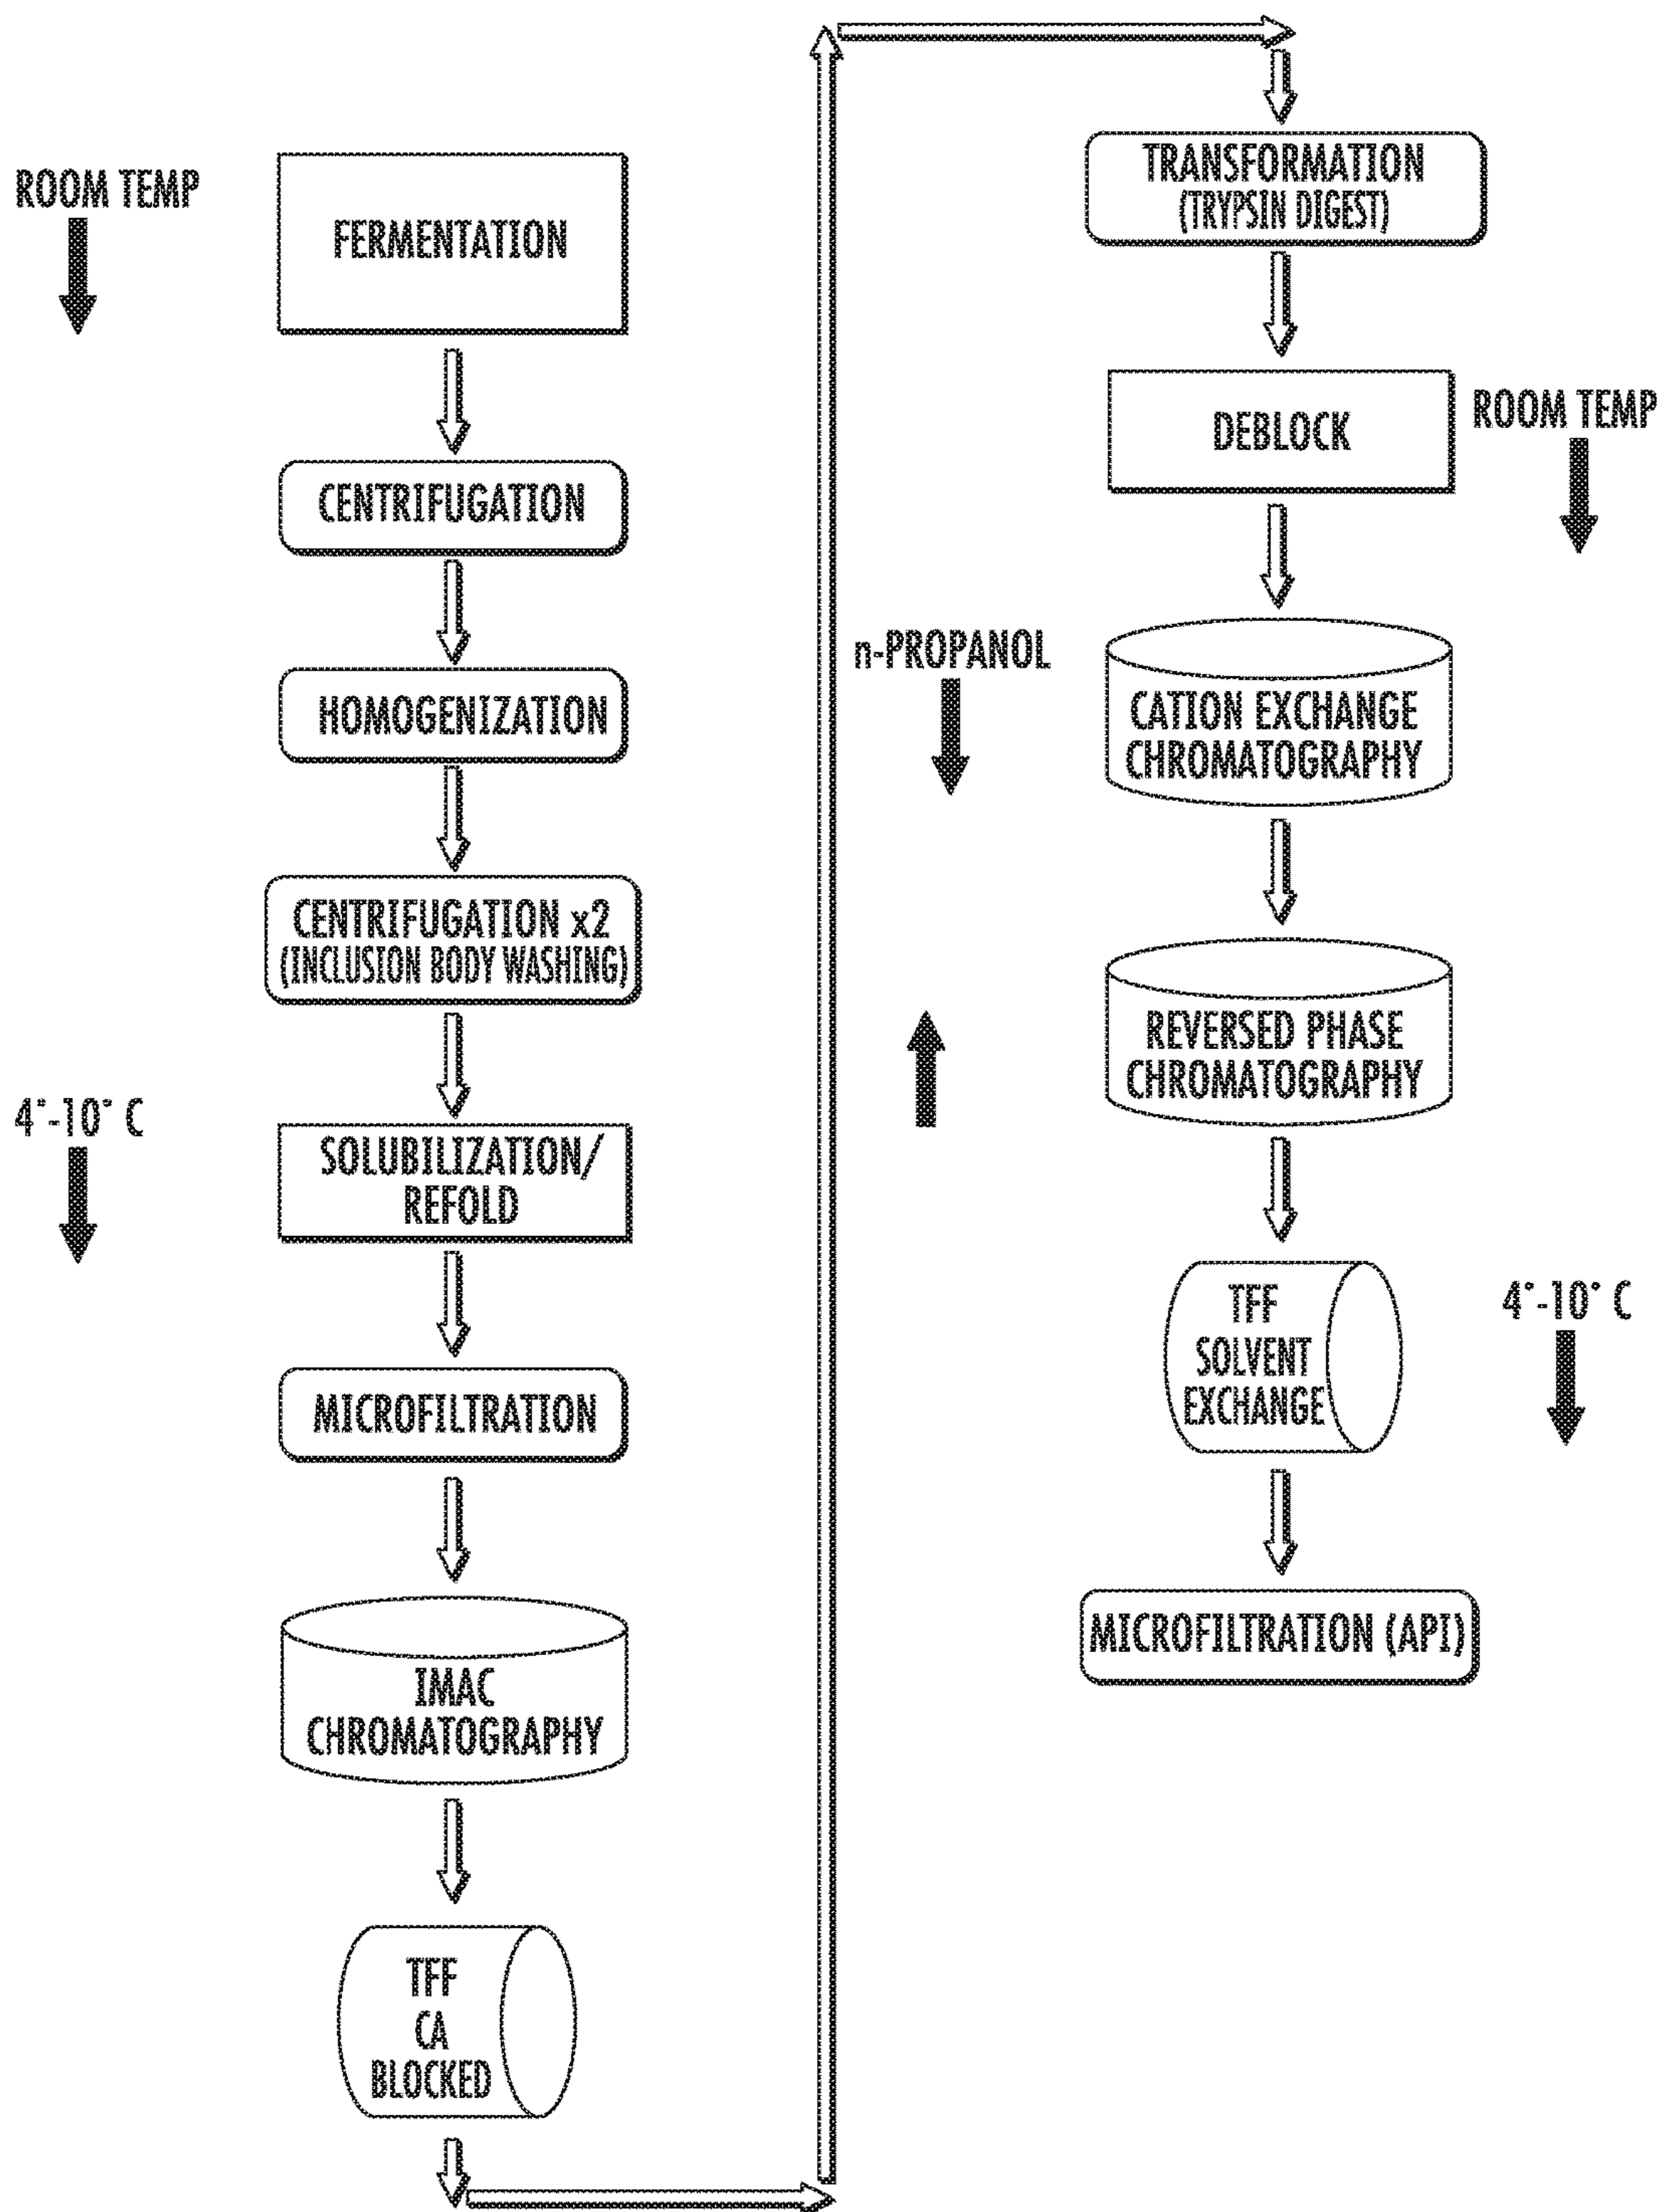 ROOM TEMP
FERMENTATION
CENTRIFUGATION
HOMOGENIZATION
CENTRIFUGATION x2
(INCLUSION BODY WASHING)
4°-10° C
SOLUBILIZATION/
REFOLD
MICROFILTRATION
IMAC
CHROMATOGRAPHY
TFF
CA
BLOCKED
TRANSFORMATION
(TRYPSIN DIGEST)
DEBLOCK
ROOM TEMP
n-PROPANOL
CATION EXCHANGE
CHROMATOGRAPHY
REVERSED PHASE
CHROMATOGRAPHY
TFF
SOLVENT
EXCHANGE
4°-10° C
MICROFILTRATION (API)